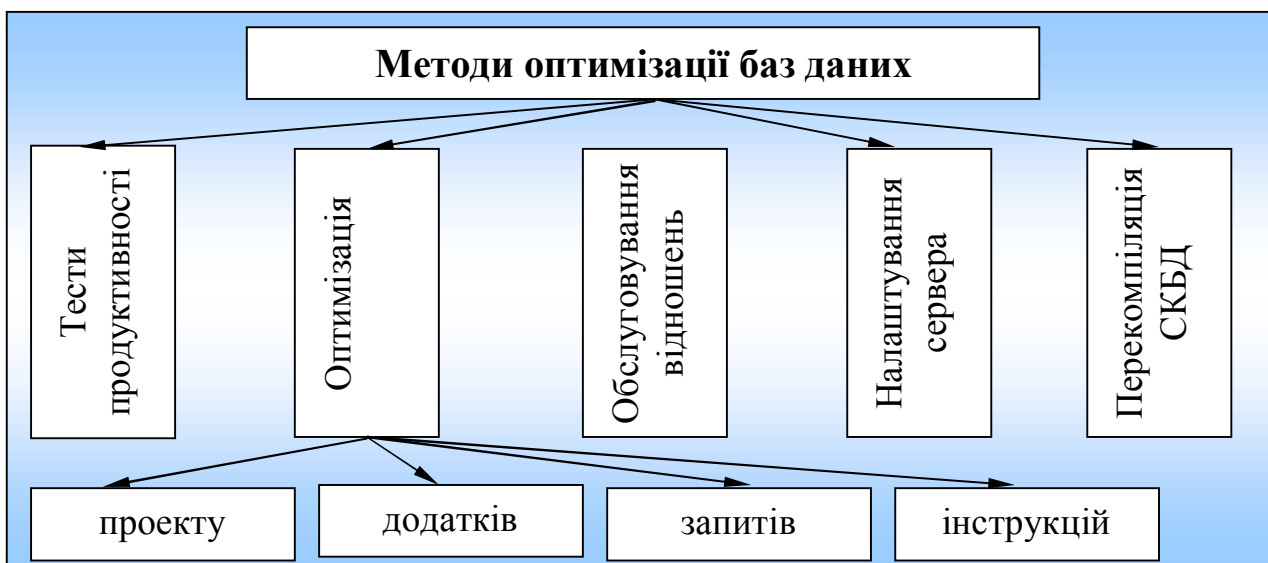 Методи оптимізації баз даних
Тести
продуктивності
Оптимізація
Обслуговування
відношень
Налаштування
сервера
Перекомпіляція
СКБД
проекту
додатків
запитів
інструкцій